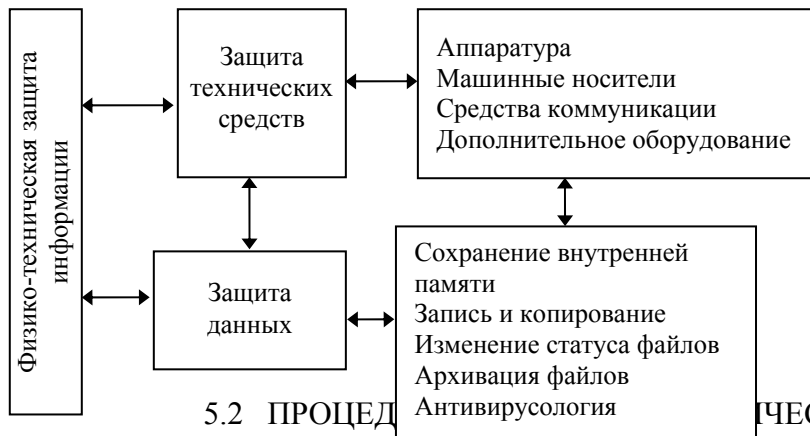 Физико-техническая защита
информации
Защита
технических
средств
Аппаратура
Машинные носители
Средства коммуникации
Дополнительное оборудование
Защита
данных
Сохранение внутренней
памяти
Запись и копирование
Изменение статуса файлов
Архивация файлов
Антивирусология
5.2 ПРОЦЕД